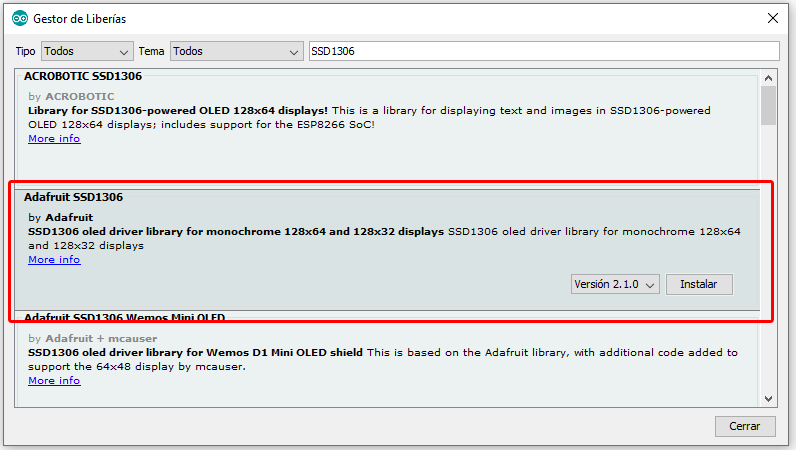 Gestor de Liberías
Tipo Todos Tema Todos SSD1306
ACROBOTIC SSD1306
by ACROBOTIC
Library for SSD1306-powered OLED 128x64 displays! This is a library for displaying text and images in SSD1306-powered
OLED 128x64 displays; includes support for the ESP8266 SoC!
More info
Adafruit SSD1306
by Adafruit
SSD1306 oled driver library for monochrome 128x64 and 128x32 displays SSD1306 oled driver library for monochrome 128x64
and 128x32 displays
More info
Versión 2.1.0 Instalar
Adafruit SSD1306 Wemos Mini OLED
by Adafruit + mcauser
SSD1306 oled driver library for Wemos D1 Mini OLED shield This is based on the Adafruit library, with additional code added to
support the 64x48 display by mcauser.
More info
Cerrar